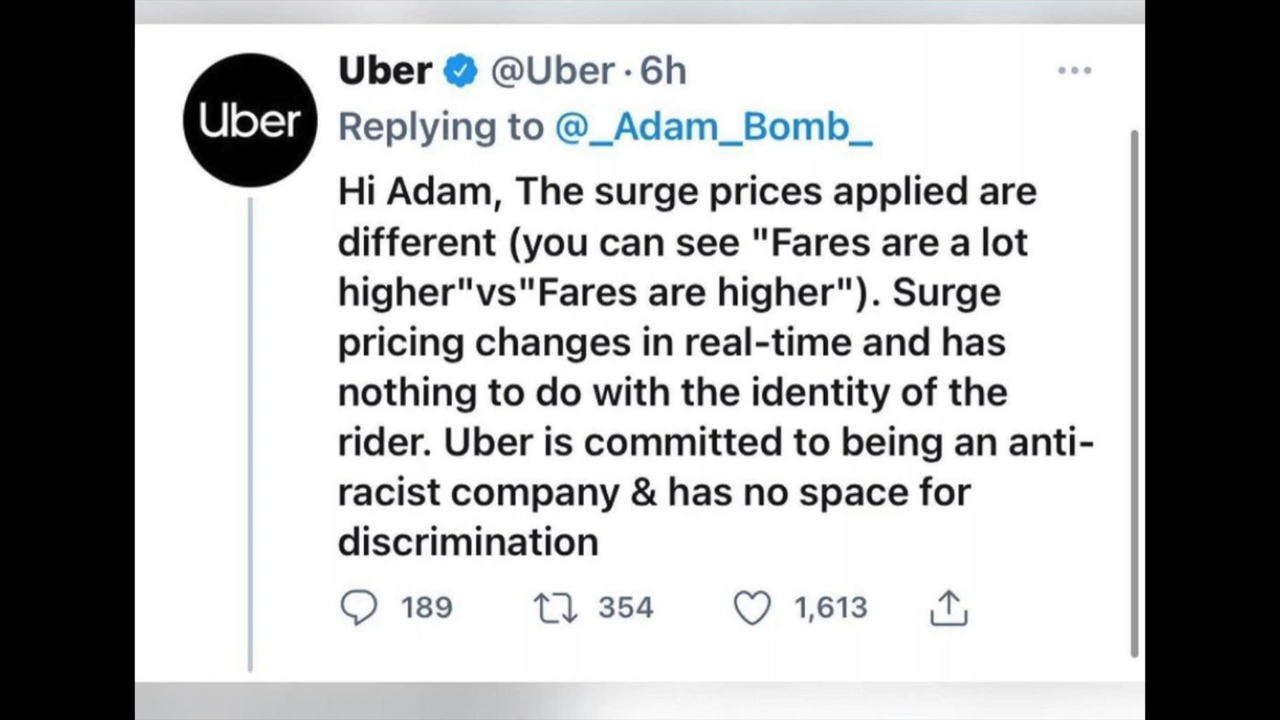 Uber
Uber @Uber · 6h
Replying to @_Adam_Bomb_
Hi Adam, The surge prices applied are
different (you can see "Fares are a lot
higher"vs"Fares are higher"). Surge
pricing changes in real-time and has
nothing to do with the identity of the
rider. Uber is committed to being an anti-
racist company & has no space for
discrimination
189 354 1,613